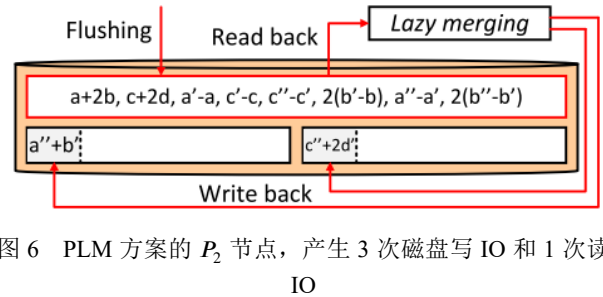 Flushing
Read back
Lazy merging
a+2b, c+2d, a′-a, c′-c, c′′-c′, 2(b′-b), a′′-a′, 2(b′′-b′)
a′′+b′
c′′+2d′
Write back
图 6 PLM 方案的 P₂ 节点，产生 3 次磁盘写 IO 和 1 次读
IO